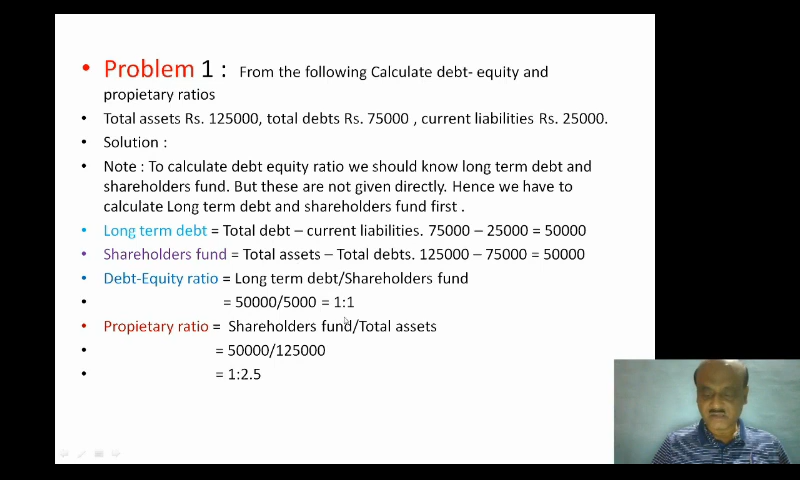 • Problem 1 : From the following Calculate debt- equity and
propietary ratios
• Total assets Rs. 125000, total debts Rs. 75000 , current liabilities Rs. 25000.
• Solution :
• Note : To calculate debt equity ratio we should know long term debt and
shareholders fund. But these are not given directly. Hence we have to
calculate Long term debt and shareholders fund first .
• Long term debt = Total debt – current liabilities. 75000 – 25000 = 50000
• Shareholders fund = Total assets – Total debts. 125000 – 75000 = 50000
• Debt-Equity ratio = Long term debt/Shareholders fund
• = 50000/5000 = 1:1
• Propietary ratio = Shareholders fund/Total assets
• = 50000/125000
• = 1:2.5